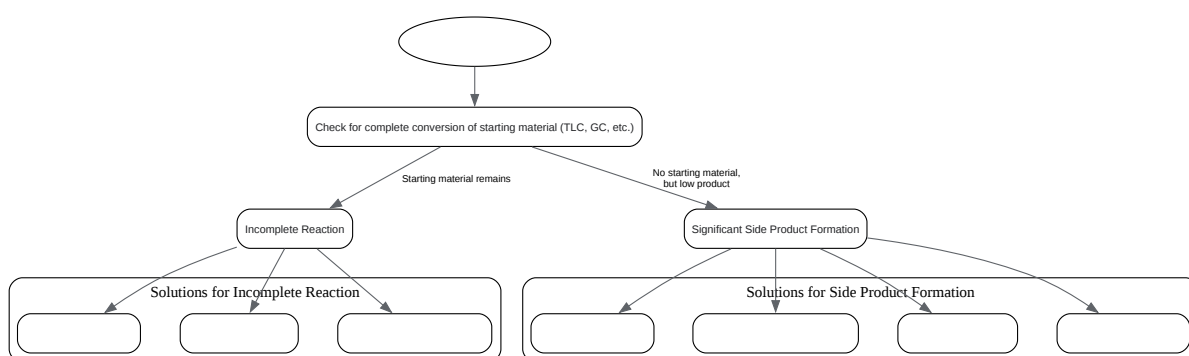 Check for complete conversion of starting material (TLC, GC, etc.)
Starting material remains
No starting material,
but low product
Incomplete Reaction
Significant Side Product Formation
Solutions for Incomplete Reaction
Solutions for Side Product Formation